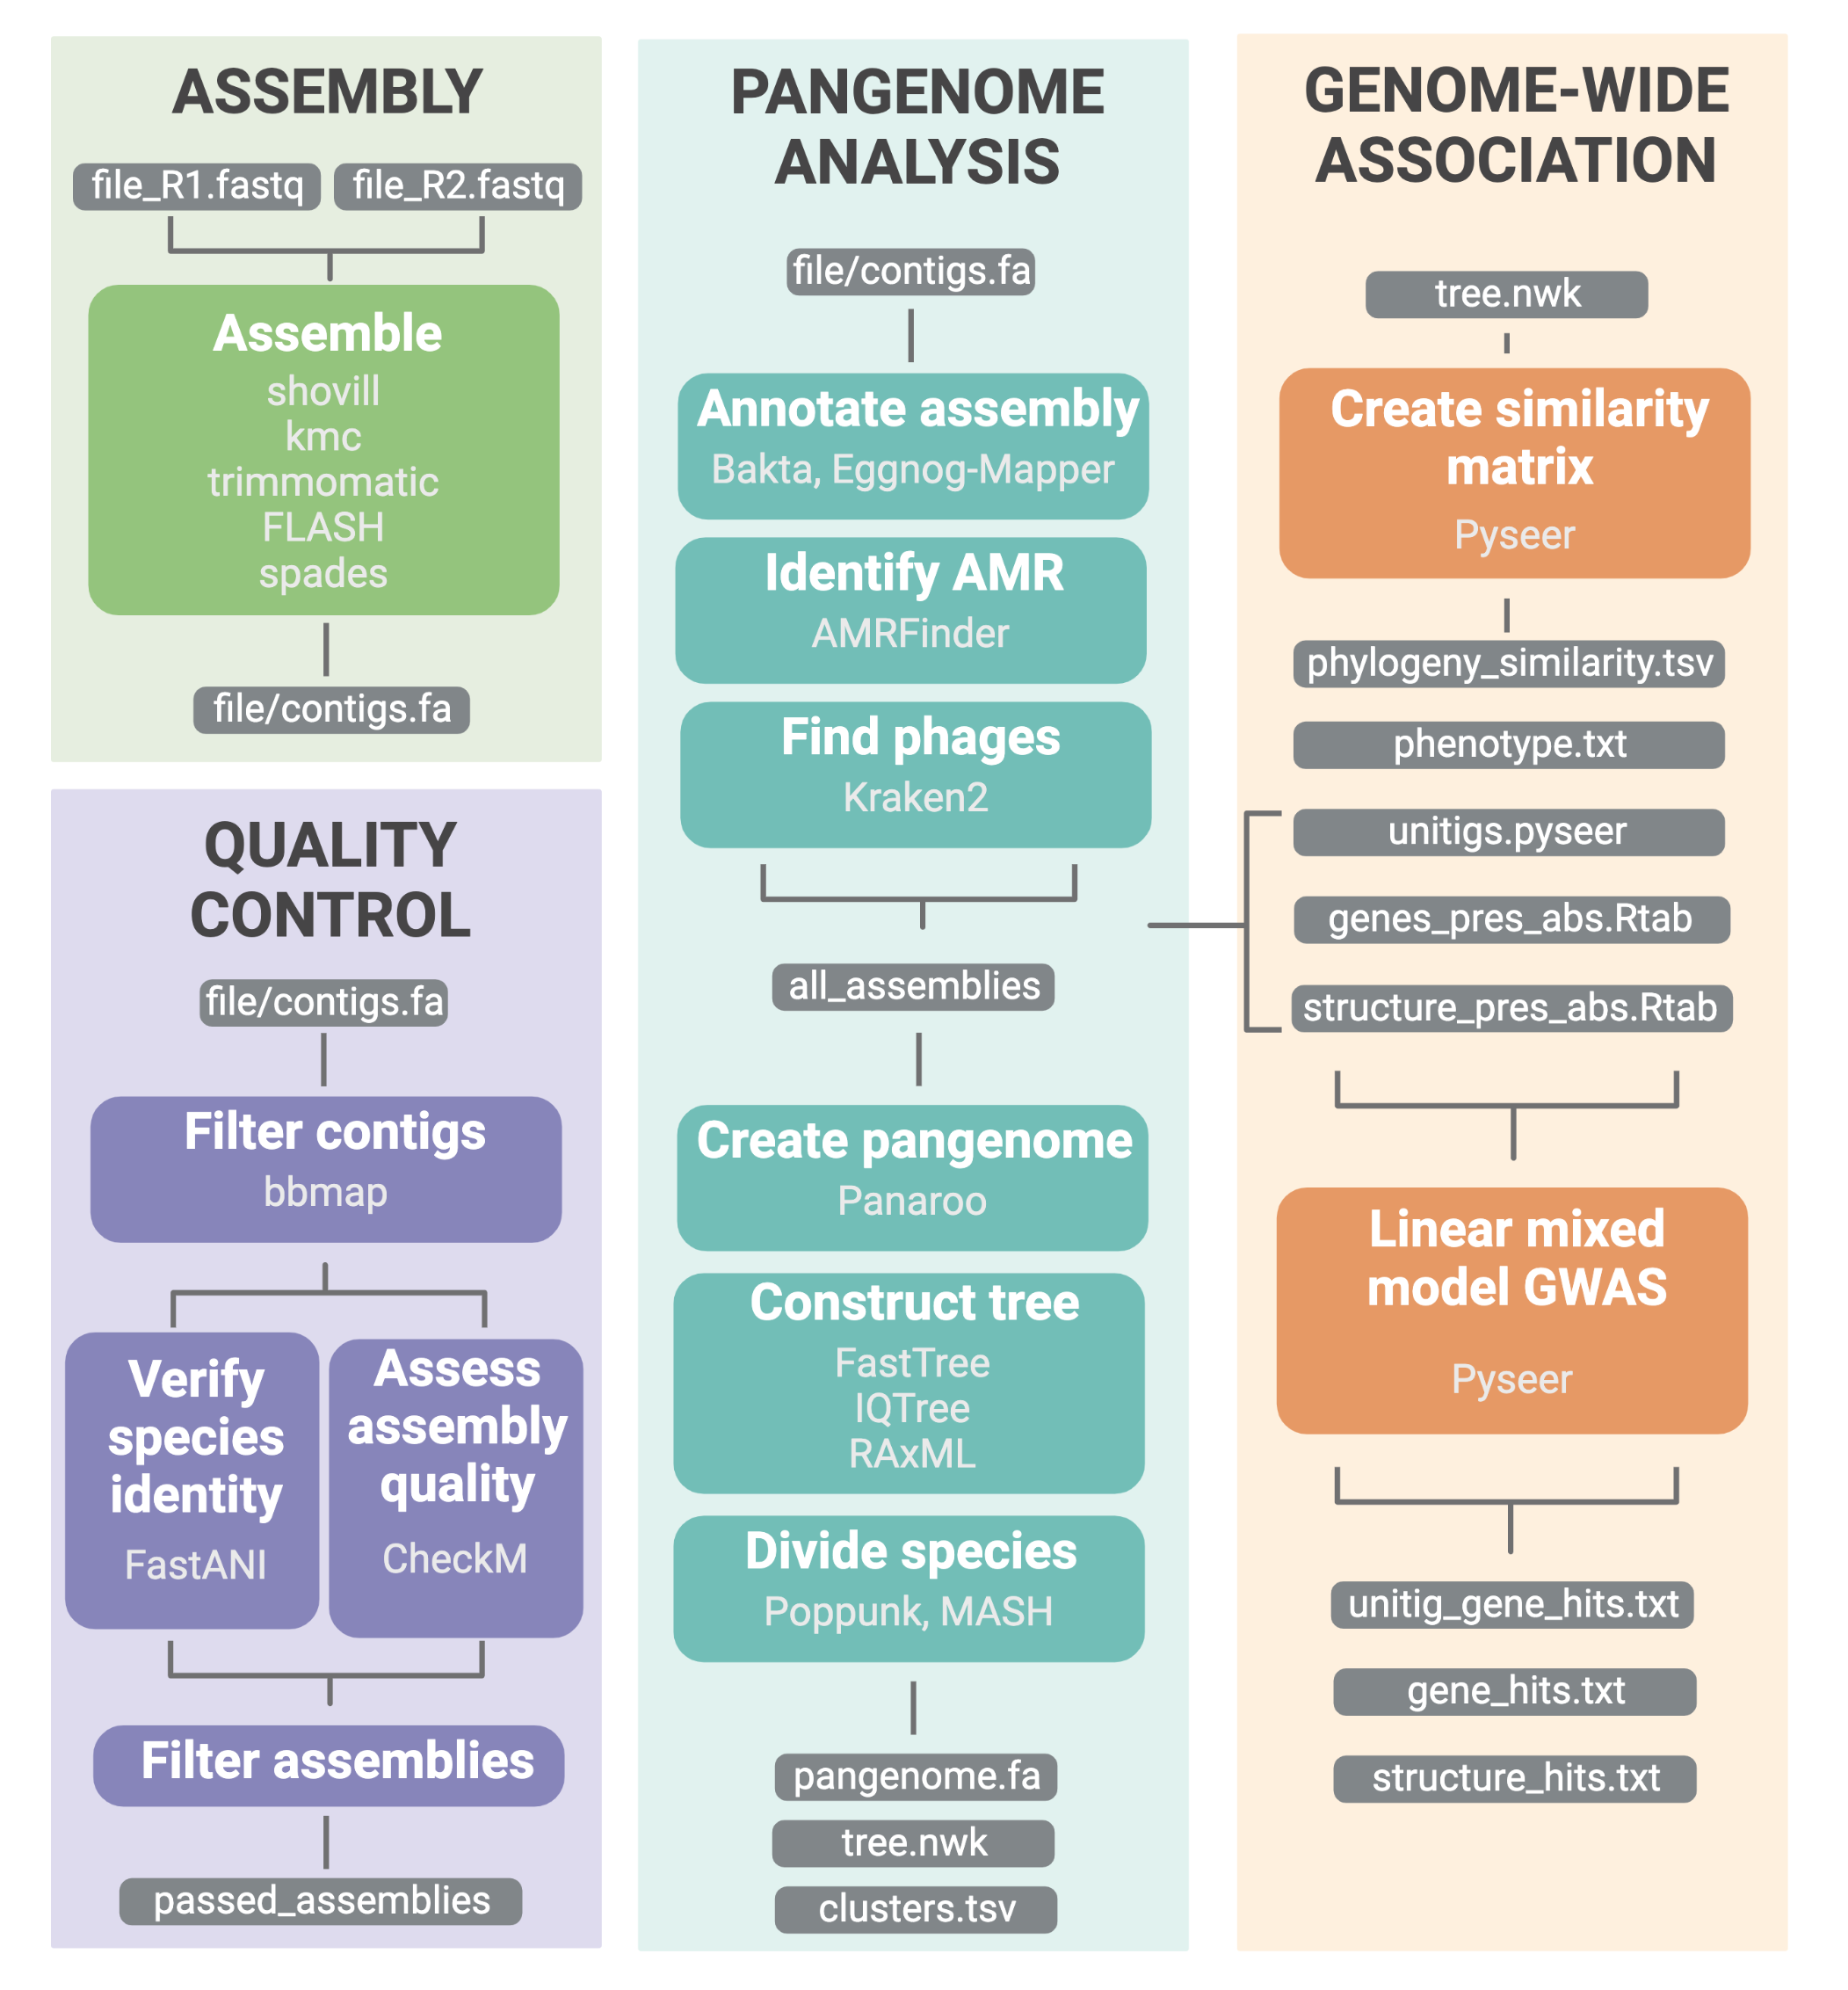 ASSEMBLY
file_R1.fastq
file_R2.fastq
Assemble
shovill
kmc
trimmomatic
FLASH
spades
file/contigs.fa
QUALITY
CONTROL
file/contigs.fa
Filter contigs
bbmap
Verify
species
identity
FastANI
Assess
assembly
quality
CheckM
Filter assemblies
passed_assemblies
PANGENOME
ANALYSIS
file/contigs.fa
Annotate assembly
Bakta, Eggnog-Mapper
Identify AMR
AMRFinder
Find phages
Kraken2
all_assemblies
Create pangenome
Panaroo
Construct tree
FastTree
IQTree
RAxML
Divide species
Poppunk, MASH
pangenome.fa
tree.nwk
clusters.tsv
GENOME-WIDE
ASSOCIATION
tree.nwk
Create similarity
matrix
Pyseer
phylogeny_similarity.tsv
phenotype.txt
unitigs.pyseer
genes_pres_abs.Rtab
structure_pres_abs.Rtab
Linear mixed
model GWAS
Pyseer
unitig_gene_hits.txt
gene_hits.txt
structure_hits.txt